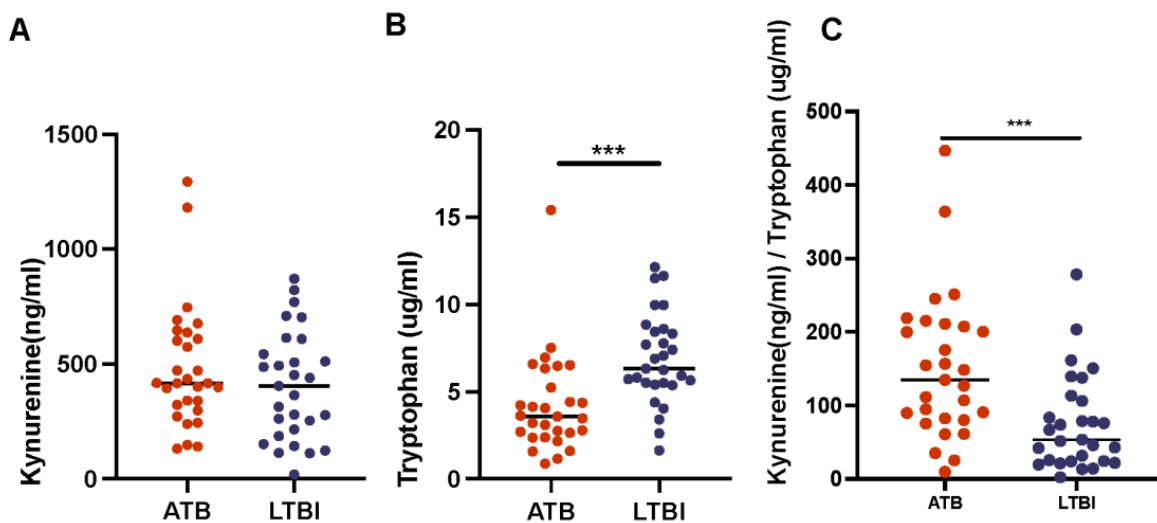 A
Kynurenine(ng/ml)
1500
1000
500
0
ATB
LTBI
B
Tryptophan (ug/ml)
20
15
10
5
0
***
ATB
LTBI
C
Kynurenine(ng/ml) / Tryptophan (ug/ml)
500
400
300
200
100
0
***
ATB
LTBI